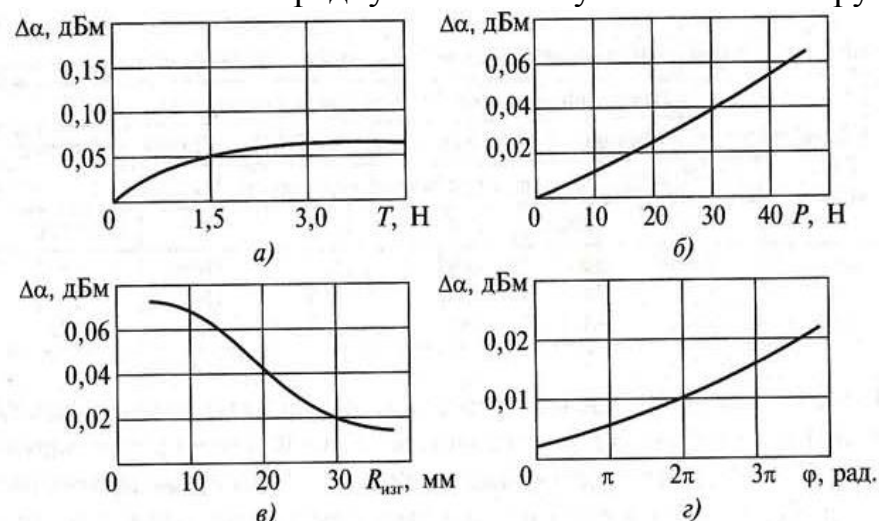 Δα, дБм
0,15
0,10
0,05
0 1,5 3,0 T, Н
а)
Δα, дБм
0,06
0,04
0,02
0 10 20 30 40 P, Н
б)
Δα, дБм
0,06
0,04
0,02
0 10 20 30 Rизг, мм
в)
Δα, дБм
0,02
0,01
0 π 2π 3π φ, рад.
г)